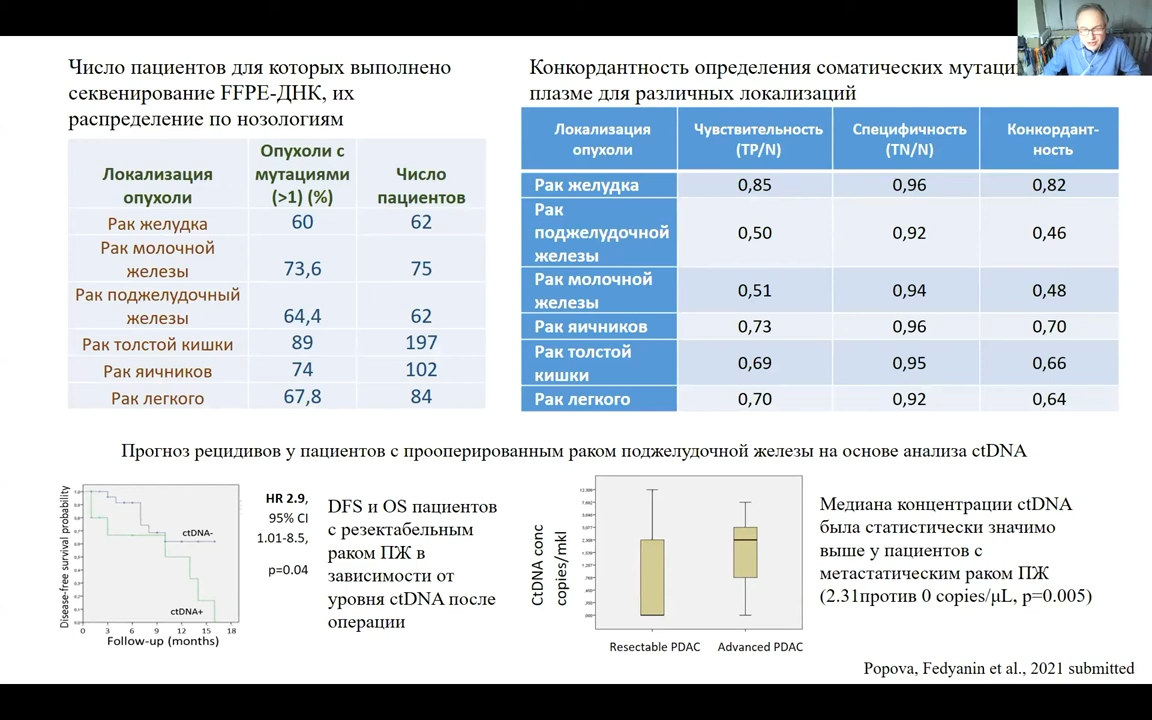 Число пациентов для которых выполнено
секвенирование FFPE-ДНК, их
распределение по нозологиям
Локализация опухоли Опухоли с мутациями (>1) (%) Число пациентов
Рак желудка 60 62
Рак молочной железы 73,6 75
Рак поджелудочный железы 64,4 62
Рак толстой кишки 89 197
Рак яичников 74 102
Рак легкого 67,8 84
Конкордантность определения соматических
плазме для различных локализаций
Локализация опухоли Чувствительность (TP/N) Специфичность (TN/N) Конкордант-ность
Рак желудка 0,85 0,96 0,82
Рак поджелудочной железы 0,50 0,92 0,46
Рак молочной железы 0,51 0,94 0,48
Рак яичников 0,73 0,96 0,70
Рак толстой кишки 0,69 0,95 0,66
Рак легкого 0,70 0,92 0,64
Прогноз рецидивов у пациентов с прооперированным раком поджелудочной железы на основе анализа ctDNA
Disease-free survival probability
ctDNA-
ctDNA+
0 3 6 9 12 15 18
Follow-up (months)
HR 2.9,
95% CI
1.01-8.5,
p=0.04
DFS и OS пациентов
с резектабельным
раком ПЖ в
зависимости от
уровня ctDNA после
операции
CtDNA conc
copies/mkl
Resectable PDAC Advanced PDAC
Медиана концентрации ctDNA
была статистически значимо
выше у пациентов с
метастатическим раком ПЖ
(2.31против 0 copies/µL, p=0.005)
Popova, Fedyanin et al., 2021 submitted